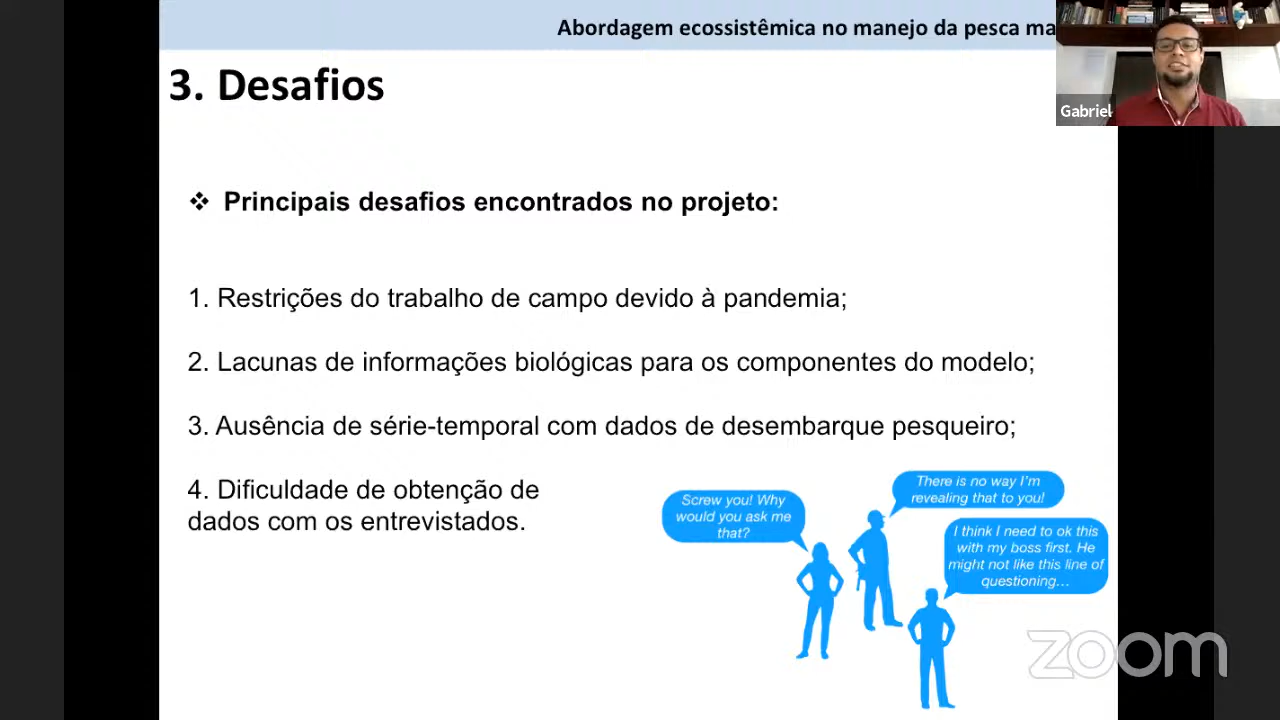 Abordagem ecossistêmica no manejo da pesca
Gabriel
3. Desafios
❖ Principais desafios encontrados no projeto:
1. Restrições do trabalho de campo devido à pandemia;
2. Lacunas de informações biológicas para os componentes do modelo;
3. Ausência de série-temporal com dados de desembarque pesqueiro;
4. Dificuldade de obtenção de
dados com os entrevistados.
Screw you! Why
would you ask me
that?
There is no way I'm
revealing that to you!
I think I need to ok this
with my boss first. He
might not like this line of
questioning...
zoom